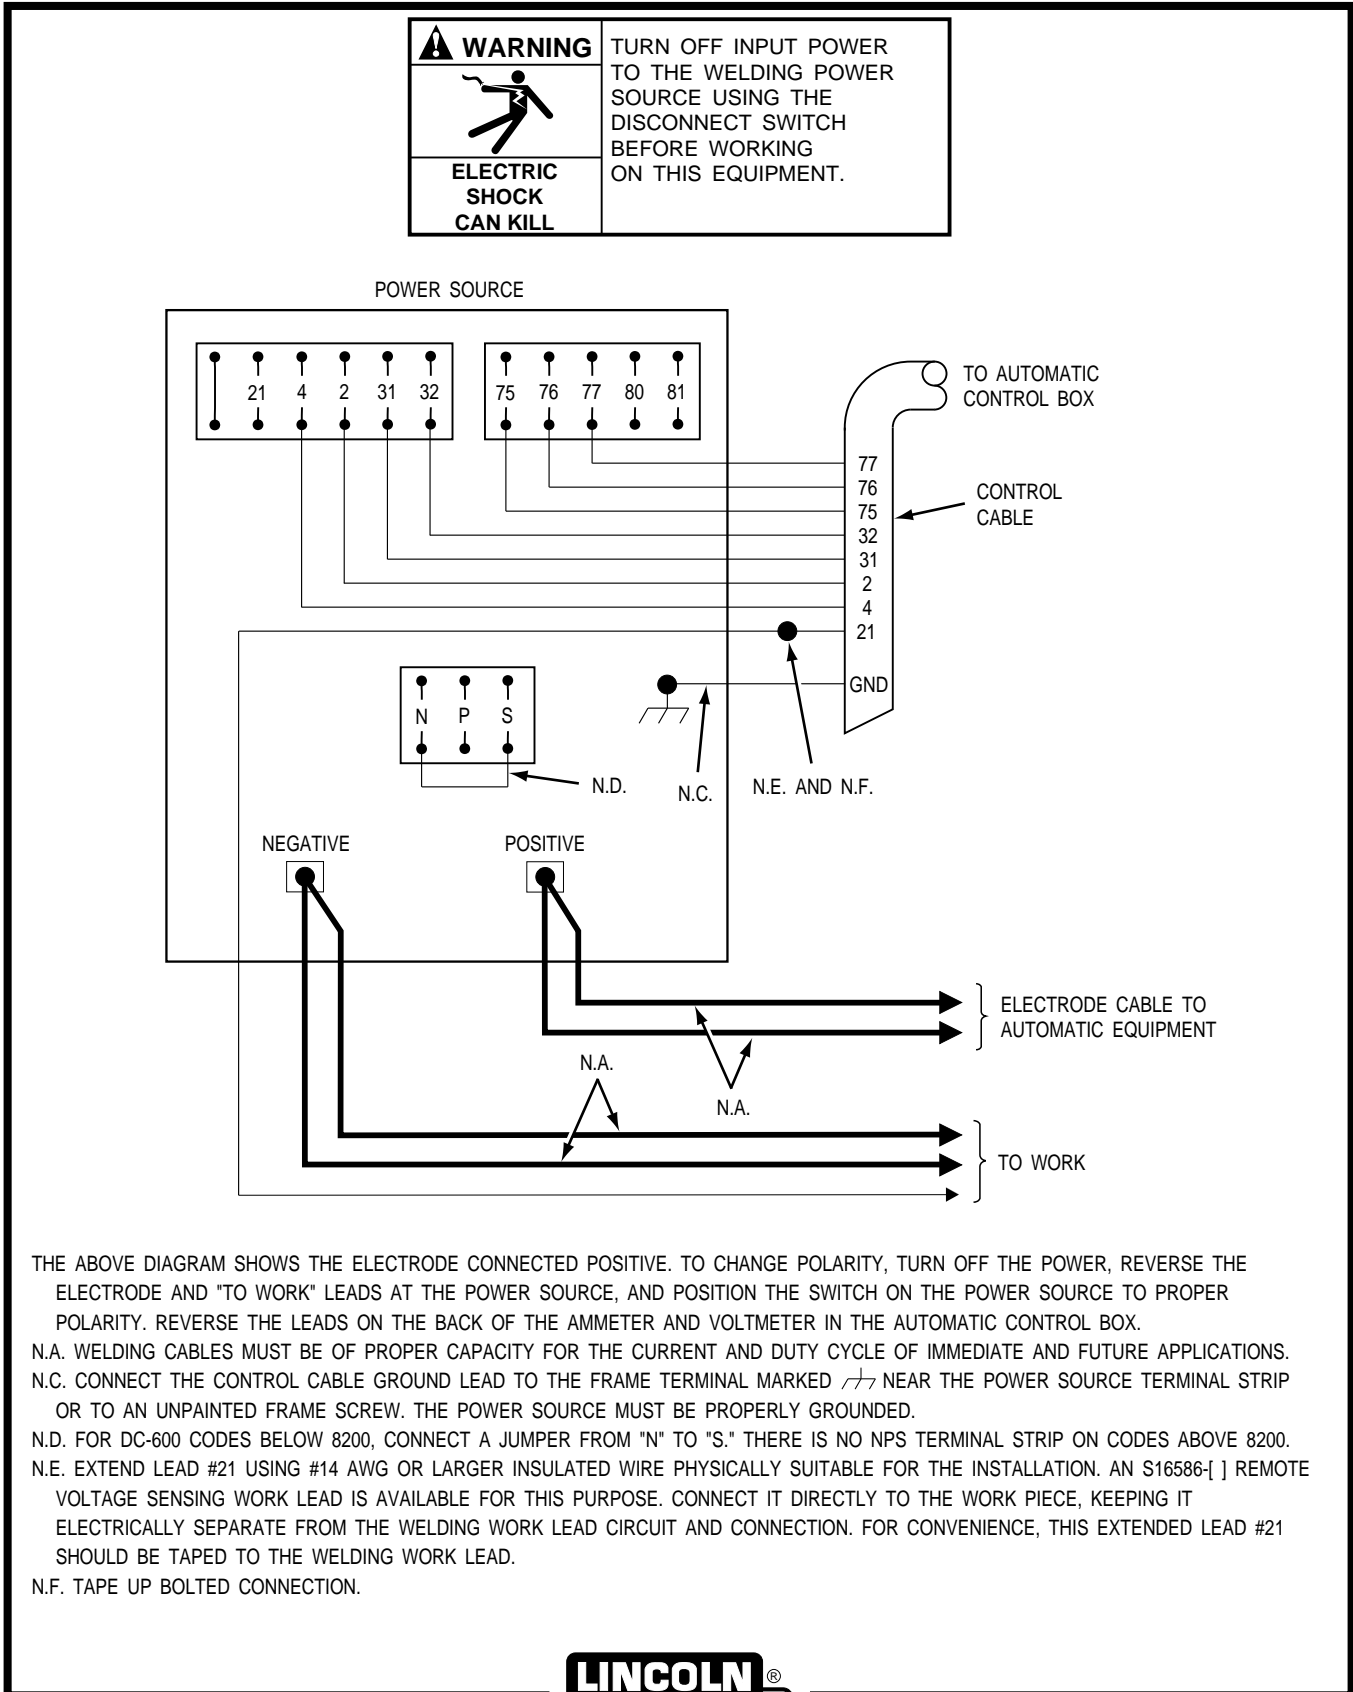 WARNING
ELECTRIC
SHOCK
CAN KILL
TURN OFF INPUT POWER
TO THE WELDING POWER
SOURCE USING THE
DISCONNECT SWITCH
BEFORE WORKING
ON THIS EQUIPMENT.
POWER SOURCE
21 4 2 31 32 75 76 77 80 81
TO AUTOMATIC
CONTROL BOX
77
76
75
32
31
2
4
21
GND
CONTROL
CABLE
N P S
N.D.
N.C.
N.E. AND N.F.
NEGATIVE
POSITIVE
ELECTRODE CABLE TO
AUTOMATIC EQUIPMENT
N.A.
N.A.
TO WORK
THE ABOVE DIAGRAM SHOWS THE ELECTRODE CONNECTED POSITIVE. TO CHANGE POLARITY, TURN OFF THE POWER, REVERSE THE
ELECTRODE AND "TO WORK" LEADS AT THE POWER SOURCE, AND POSITION THE SWITCH ON THE POWER SOURCE TO PROPER
POLARITY. REVERSE THE LEADS ON THE BACK OF THE AMMETER AND VOLTMETER IN THE AUTOMATIC CONTROL BOX.
N.A. WELDING CABLES MUST BE OF PROPER CAPACITY FOR THE CURRENT AND DUTY CYCLE OF IMMEDIATE AND FUTURE APPLICATIONS.
N.C. CONNECT THE CONTROL CABLE GROUND LEAD TO THE FRAME TERMINAL MARKED NEAR THE POWER SOURCE TERMINAL STRIP
OR TO AN UNPAINTED FRAME SCREW. THE POWER SOURCE MUST BE PROPERLY GROUNDED.
N.D. FOR DC-600 CODES BELOW 8200, CONNECT A JUMPER FROM "N" TO "S." THERE IS NO NPS TERMINAL STRIP ON CODES ABOVE 8200.
N.E. EXTEND LEAD #21 USING #14 AWG OR LARGER INSULATED WIRE PHYSICALLY SUITABLE FOR THE INSTALLATION. AN S16586-[ ] REMOTE
VOLTAGE SENSING WORK LEAD IS AVAILABLE FOR THIS PURPOSE. CONNECT IT DIRECTLY TO THE WORK PIECE, KEEPING IT
ELECTRICALLY SEPARATE FROM THE WELDING WORK LEAD CIRCUIT AND CONNECTION. FOR CONVENIENCE, THIS EXTENDED LEAD #21
SHOULD BE TAPED TO THE WELDING WORK LEAD.
N.F. TAPE UP BOLTED CONNECTION.
LINCOLN ®